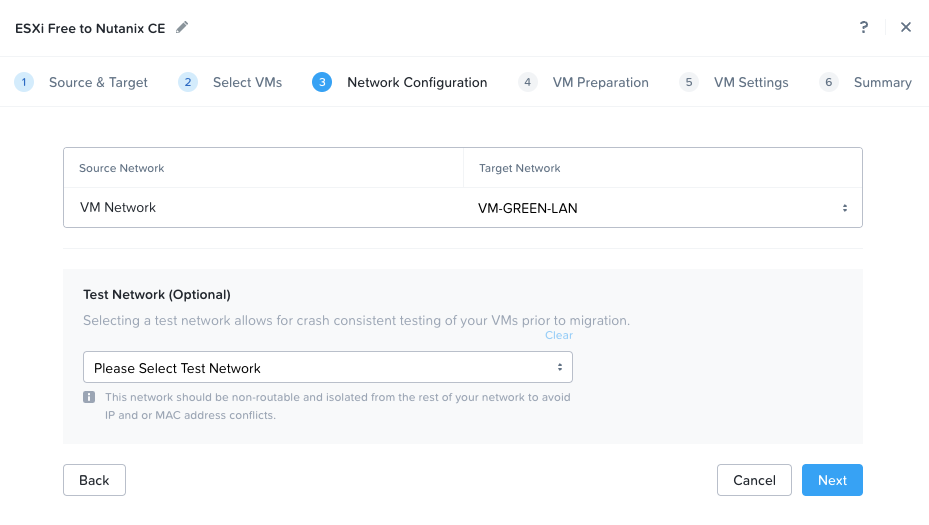 ESXi Free to Nutanix CE
?
1 Source & Target 2 Select VMs 3 Network Configuration 4 VM Preparation 5 VM Settings 6 Summary
Source Network Target Network
VM Network VM-GREEN-LAN
Test Network (Optional)
Selecting a test network allows for crash consistent testing of your VMs prior to migration.
Clear
Please Select Test Network
This network should be non-routable and isolated from the rest of your network to avoid
IP and or MAC address conflicts.
Back Cancel Next